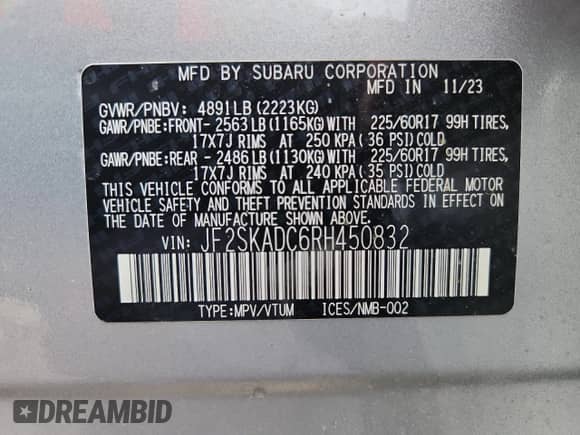 MFD BY SUBARU CORPORATION
MFD IN 11/23
GVWR/PNBV: 4891LB(2223KG)
GAWR/PNBE:FRONT-2563LB(1165KG)WITH 225/60R17 99H TIRES,
17X7J RIMS AT 250 KPA( 36 PSI)COLD
GAWR/PNBE:REAR -2486LB(1130KG)WITH 225/60R17 99H TIRES,
17X7J RIMS AT 240 KPA( 35 PSI)COLD
THIS VEHICLE CONFORMS TO ALL APPLICABLE FEDERAL MOTOR
VEHICLE SAFETY AND THEFT PREVENTION STANDARDS IN EFFECT ON
THE DATE OF MANUFACTURE SHOWN ABOVE.
VIN: JF2SKADC6RH450832
TYPE:MPV/VTUM ICES/NMB-002
DREAMBID